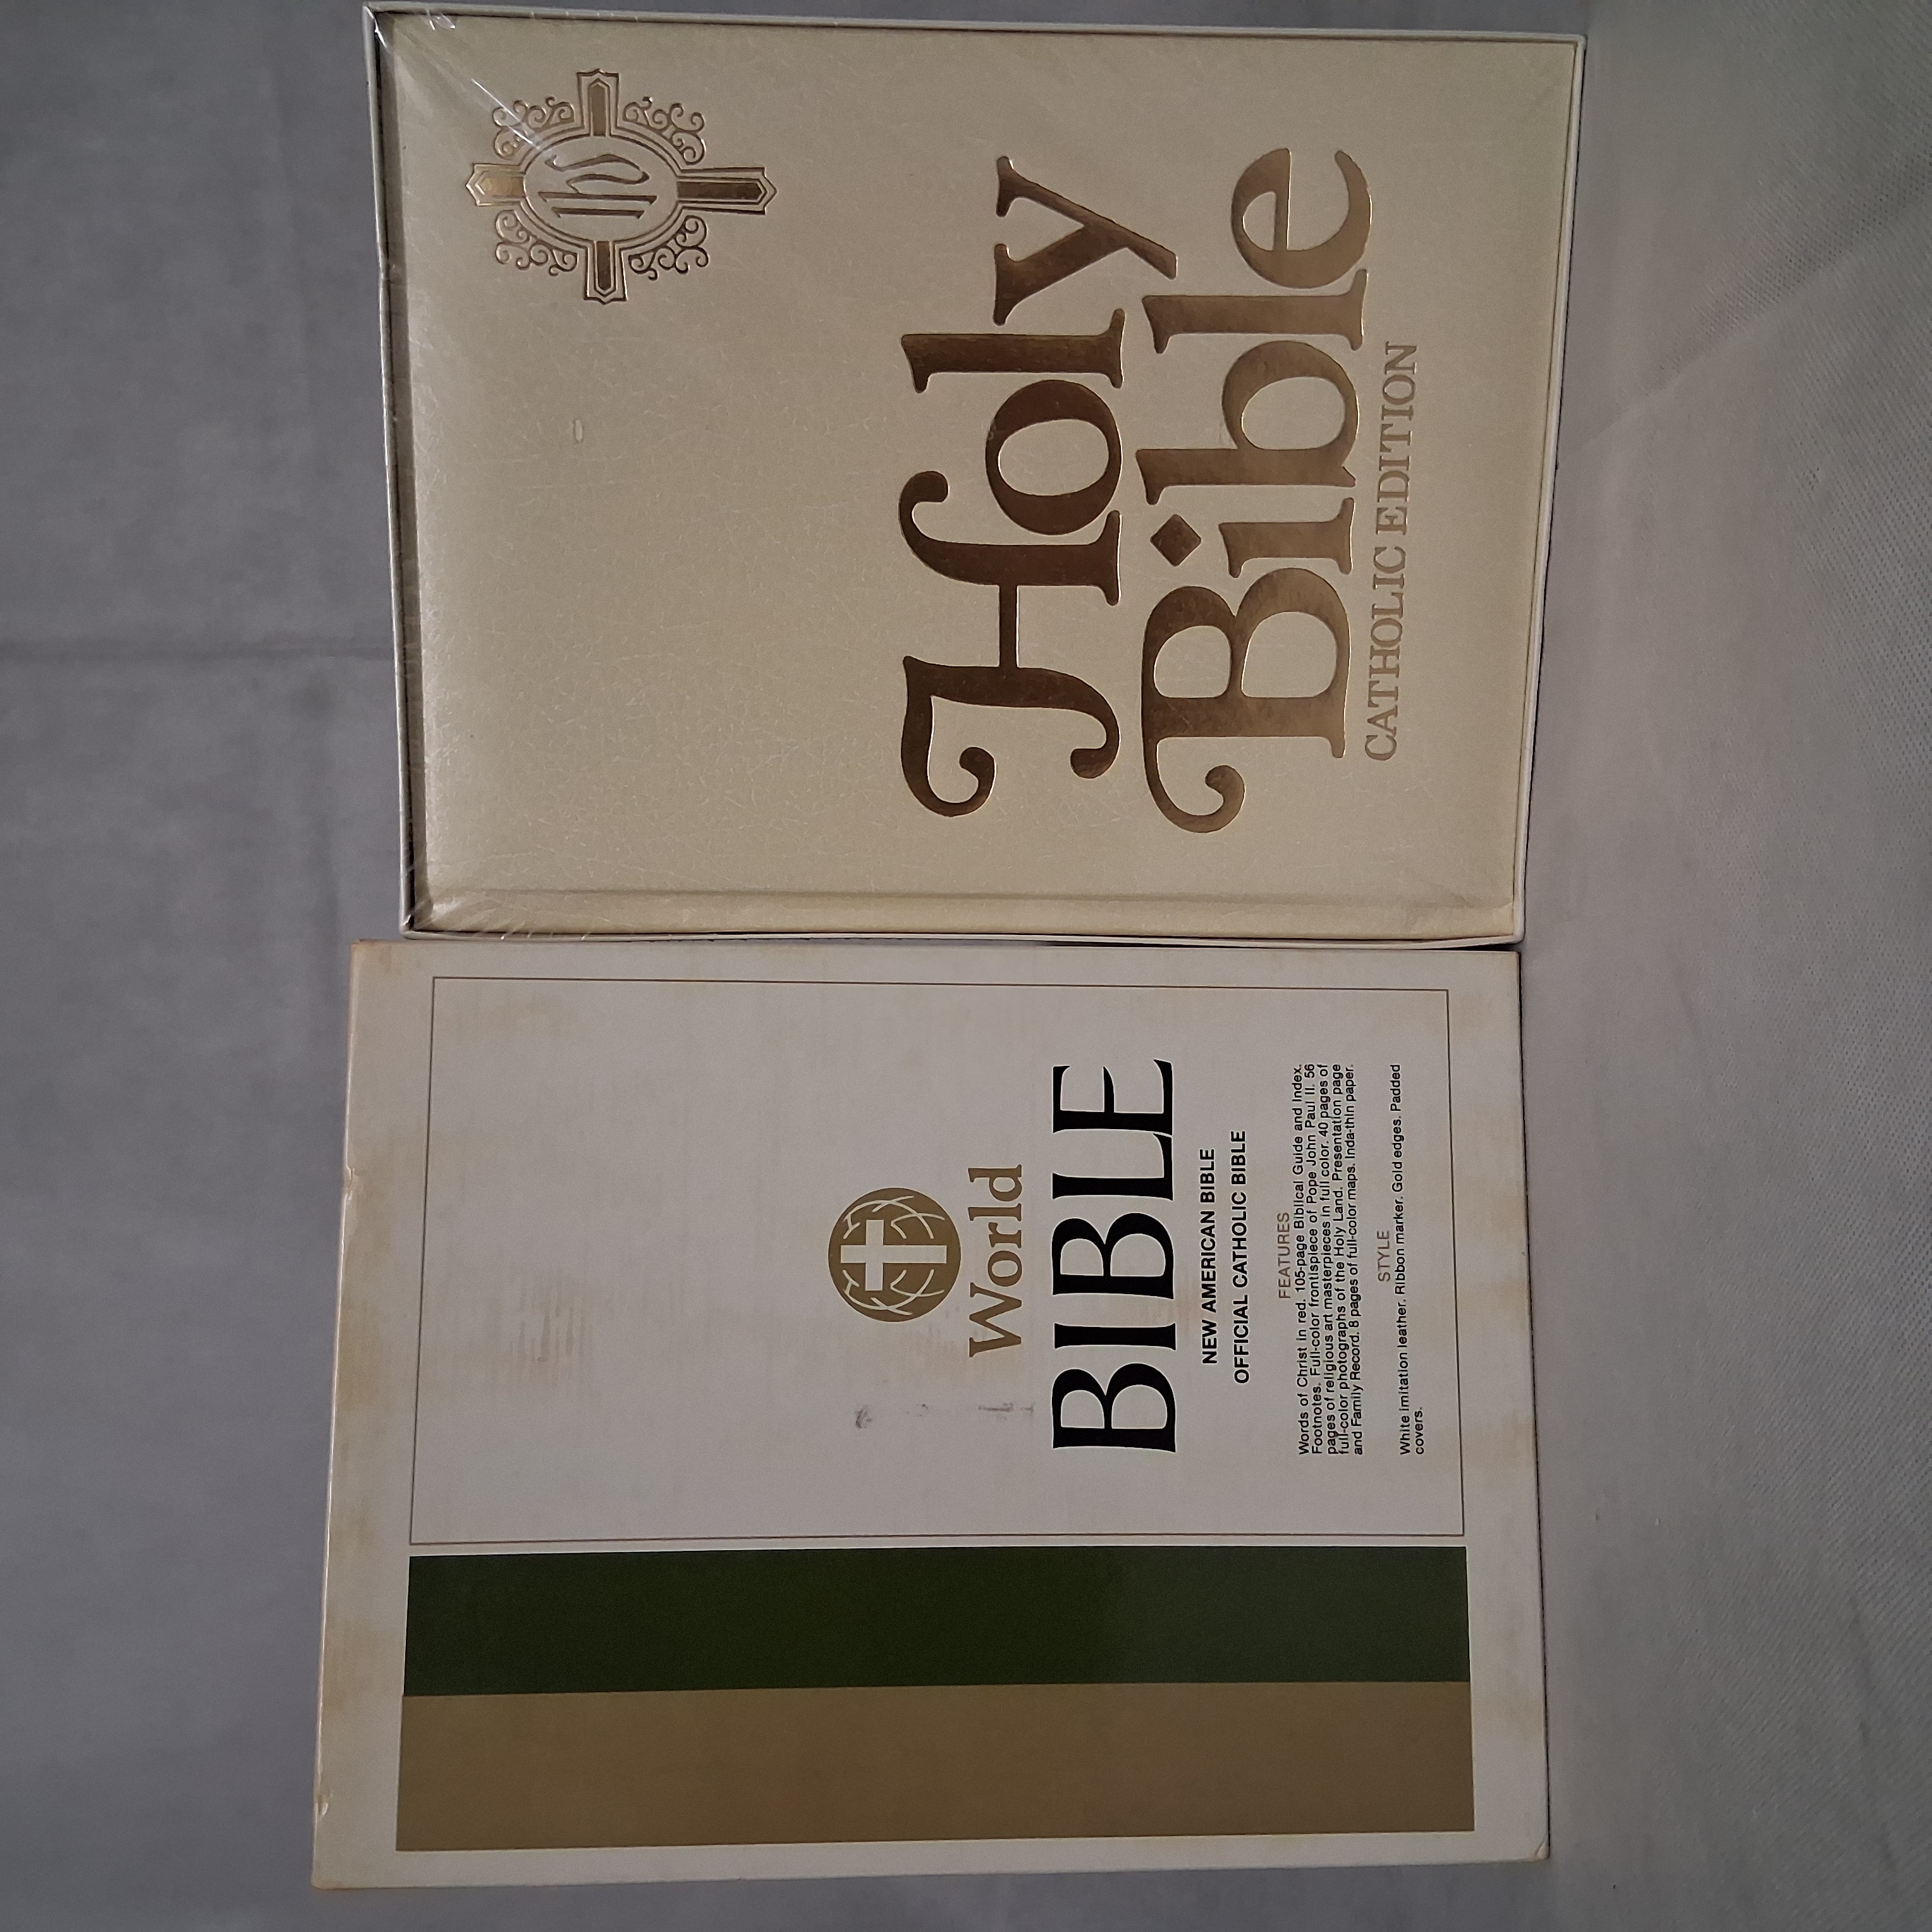 World
BIBLE
NEW AMERICAN BIBLE
OFFICIAL CATHOLIC BIBLE
FEATURES
Words of Christ in red. 105-page Biblical Guide and Index.
Footnotes. Full-color frontispiece of Pope John Paul II. 56
pages of religious art masterpieces in full color. 40 pages of
full-color photographs of the Holy Land. Presentation page
and Family Record. 8 pages of full-color maps. Inda-thin paper.
STYLE
White imitation leather. Ribbon marker. Gold edges. Padded
covers.
ihs
Holy
Bible
CATHOLIC EDITION